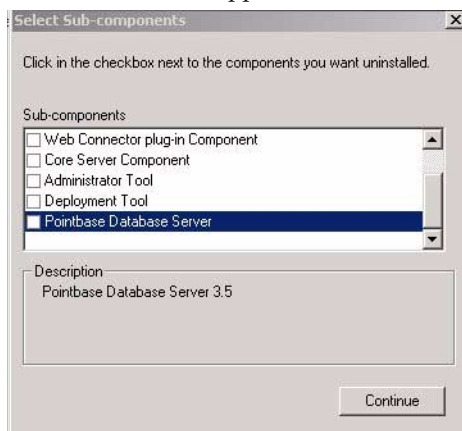 Select Sub-components
Click in the checkbox next to the components you want uninstalled.
Sub-components
Web Connector plug-in Component
Core Server Component
Administrator Tool
Deployment Tool
Pointbase Database Server
Description
Pointbase Database Server 3.5
Continue